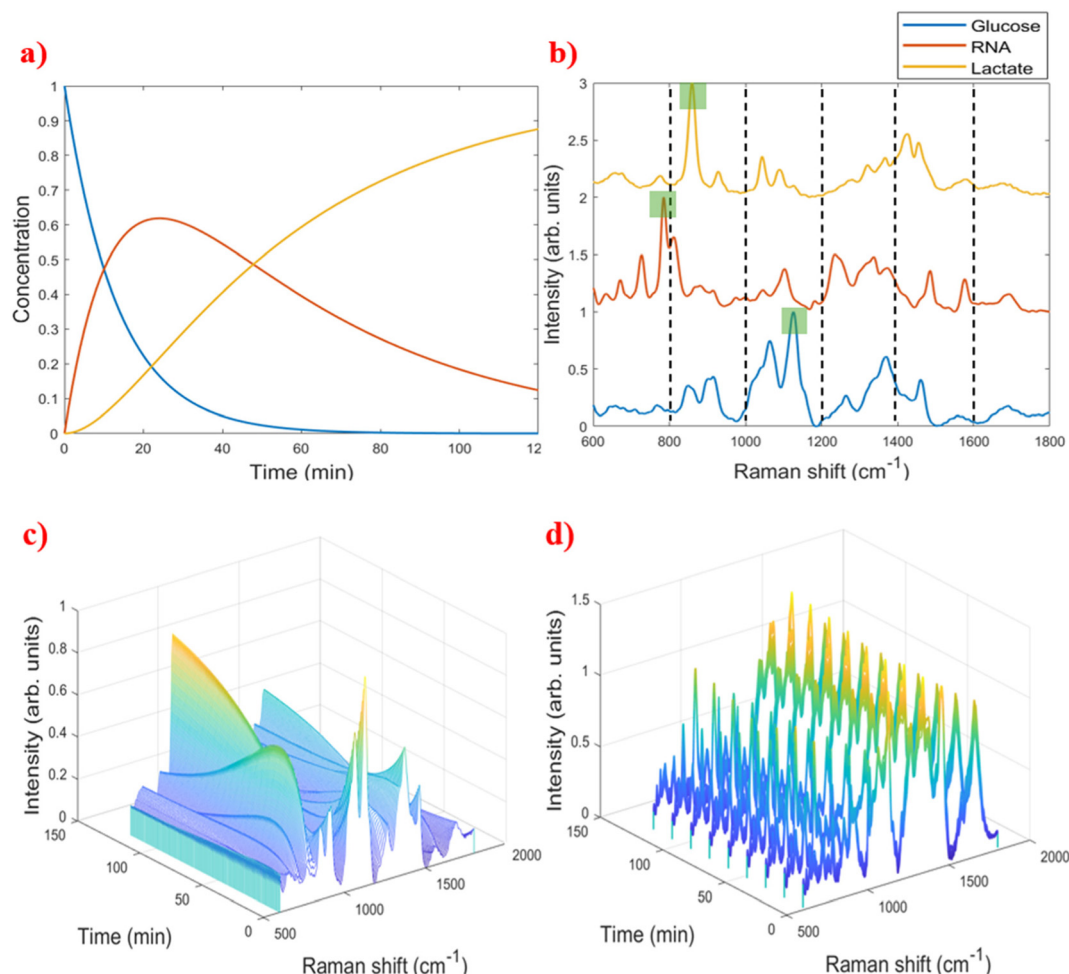 a)
1
0.9
0.8
0.7
0.6
0.5
0.4
0.3
0.2
0.1
0
Concentration
0 20 40 60 80 100 120
Time (min)
b)
Glucose
RNA
Lactate
3
2.5
2
1.5
1
0.5
0
Intensity (arb. units)
600 800 1000 1200 1400 1600 1800
Raman shift (cm⁻¹)
c)
1
0.8
0.6
0.4
0.2
0
Intensity (arb. units)
150
100
50
0
Time (min)
500
1000
1500
2000
Raman shift (cm⁻¹)
d)
1.5
1
0.5
0
Intensity (arb. units)
150
100
50
0
Time (min)
500
1000
1500
2000
Raman shift (cm⁻¹)